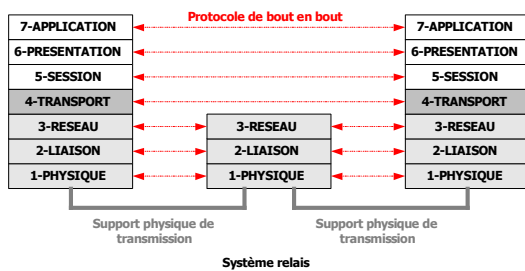 Protocole de bout en bout
7-APPLICATION
7-APPLICATION
6-PRESENTATION
6-PRESENTATION
5-SESSION
5-SESSION
4-TRANSPORT
4-TRANSPORT
3-RESEAU
3-RESEAU
3-RESEAU
2-LIAISON
2-LIAISON
2-LIAISON
1-PHYSIQUE
1-PHYSIQUE
1-PHYSIQUE
Support physique de
transmission
Support physique de
transmission
Système relais